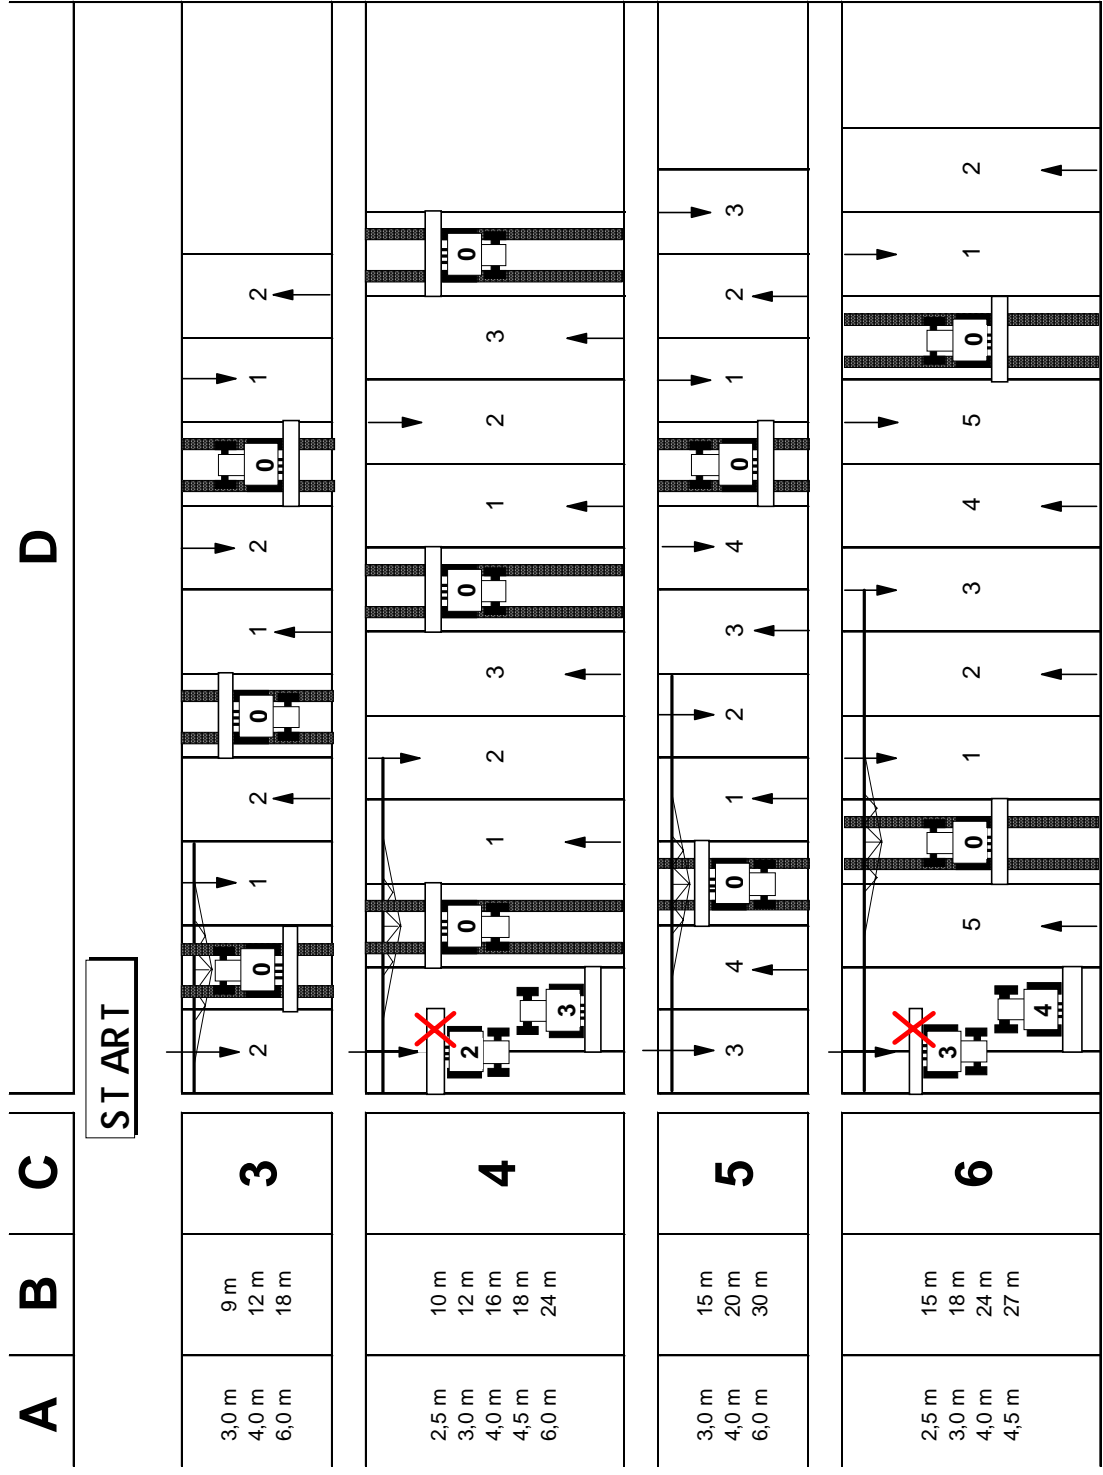 A B C D
START
3,0 m
4,0 m
6,0 m
9 m
12 m
18 m
3
2 0 1 2 0 1 2 0 1 2
2,5 m
3,0 m
4,0 m
4,5 m
6,0 m
10 m
12 m
16 m
18 m
24 m
4
2 3 0 1 2 3 0 1 2 3 0
3,0 m
4,0 m
6,0 m
15 m
20 m
30 m
5
3 4 0 1 2 3 4 0 1 2 3
2,5 m
3,0 m
4,0 m
4,5 m
15 m
18 m
24 m
27 m
6
3 4 5 0 1 2 3 4 5 0 1 2